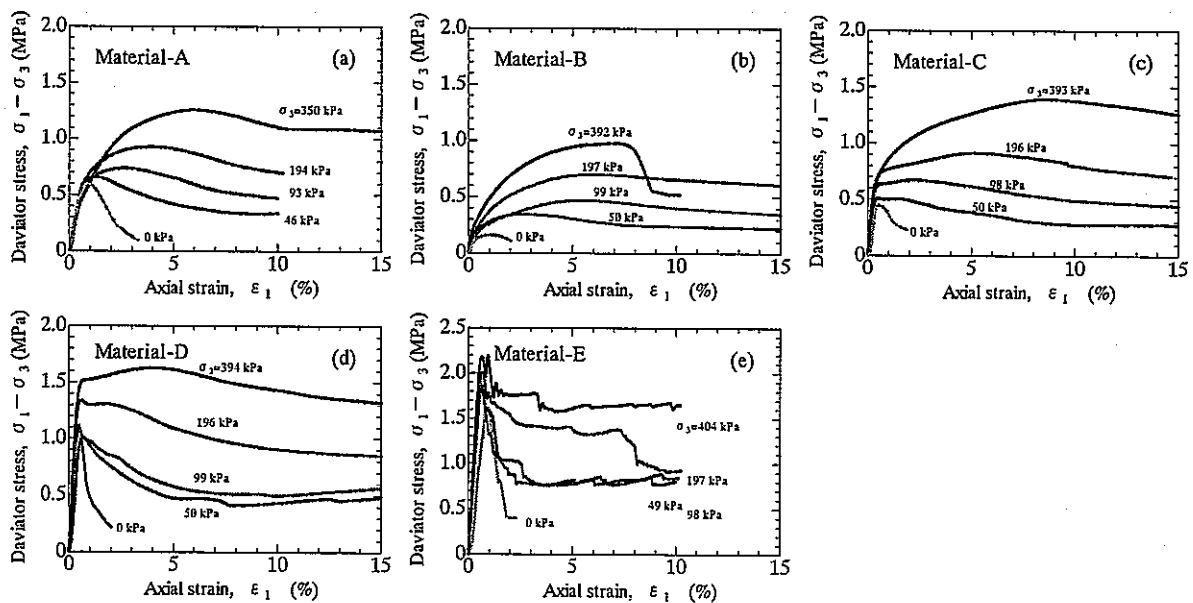 Daviator stress, σ₁ − σ₃ (MPa)
2.0
1.5
1.0
0.5
0
Material-A
(a)
σ₃=350 kPa
194 kPa
93 kPa
46 kPa
0 kPa
0 5 10 15
Axial strain, ε₁ (%)
Daviator stress, σ₁ − σ₃ (MPa)
2.0
1.5
1.0
0.5
0
Material-B
(b)
σ₃=392 kPa
197 kPa
99 kPa
50 kPa
0 kPa
0 5 10 15
Axial strain, ε₁ (%)
Daviator stress, σ₁ − σ₃ (MPa)
2.0
1.5
1.0
0.5
0
Material-C
(c)
σ₃=393 kPa
196 kPa
98 kPa
50 kPa
0 kPa
0 5 10 15
Axial strain, ε₁ (%)
Daviator stress, σ₁ − σ₃ (MPa)
2.0
1.5
1.0
0.5
0
Material-D
(d)
σ₃=394 kPa
196 kPa
99 kPa
50 kPa
0 kPa
0 5 10 15
Axial strain, ε₁ (%)
Daviator stress, σ₁ − σ₃ (MPa)
2.5
2.0
1.5
1.0
0.5
0
Material-E
(e)
σ₃=404 kPa
197 kPa
49 kPa 98 kPa
0 kPa
0 5 10 15
Axial strain, ε₁ (%)